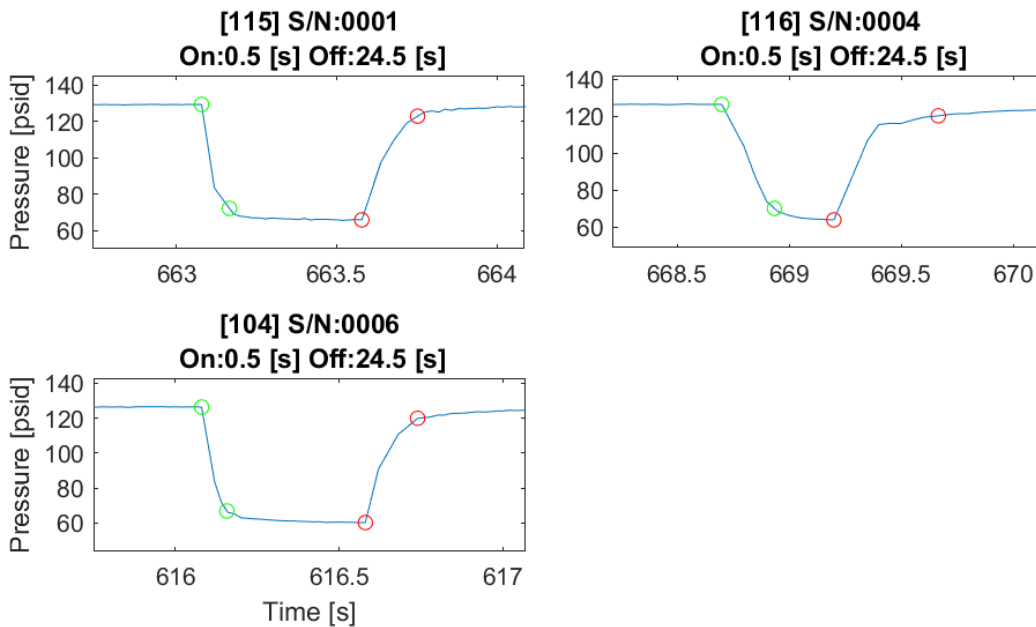 [115] S/N:0001
On:0.5 [s] Off:24.5 [s]
140
120
100
80
60
Pressure [psid]
663
663.5
664
[116] S/N:0004
On:0.5 [s] Off:24.5 [s]
140
120
100
80
60
668.5
669
669.5
670
[104] S/N:0006
On:0.5 [s] Off:24.5 [s]
140
120
100
80
60
Pressure [psid]
616
616.5
617
Time [s]